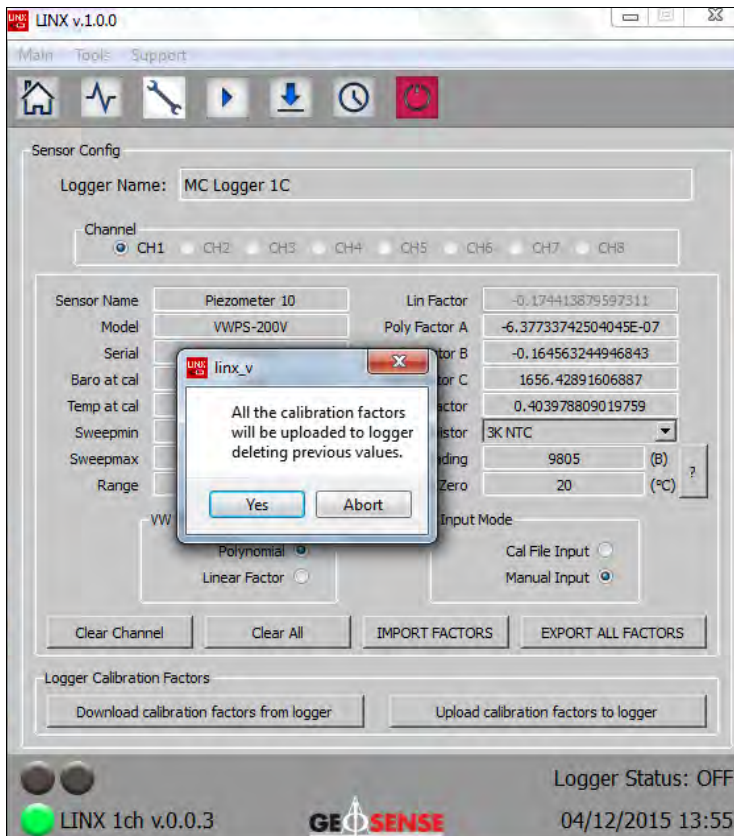 LINX v.1.0.0
Main Tools Support
Sensor Config
Logger Name: MC Logger 1C
Channel
CH1 CH2 CH3 CH4 CH5 CH6 CH7 CH8
Sensor Name Piezometer 10 Lin Factor -0.174413879597311
Model VWPS-200V Poly Factor A -6.37733742504045E-07
Serial tor B -0.164563244946843
Baro at cal tor C 1656.42891606887
Temp at cal actor 0.403978809019759
Sweepmin istor 3K NTC
Sweepmax ding 9805 (B)
Range Zero 20 (°C) ?
LINX linx_v
All the calibration factors
will be uploaded to logger
deleting previous values.
Yes Abort
VW Input Mode
Polynomial Cal File Input
Linear Factor Manual Input
Clear Channel Clear All IMPORT FACTORS EXPORT ALL FACTORS
Logger Calibration Factors
Download calibration factors from logger Upload calibration factors to logger
Logger Status: OFF
LINX 1ch v.0.0.3 GEOSENSE 04/12/2015 13:55